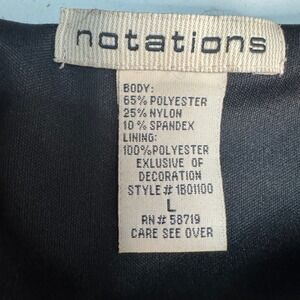 notations
BODY:
65% POLYESTER
25% NYLON
10% SPANDEX
LINING:
100%POLYESTER
EXLUSIVE OF
DECORATION
STYLE# 1B01100
L
RN# 58719
CARE SEE OVER